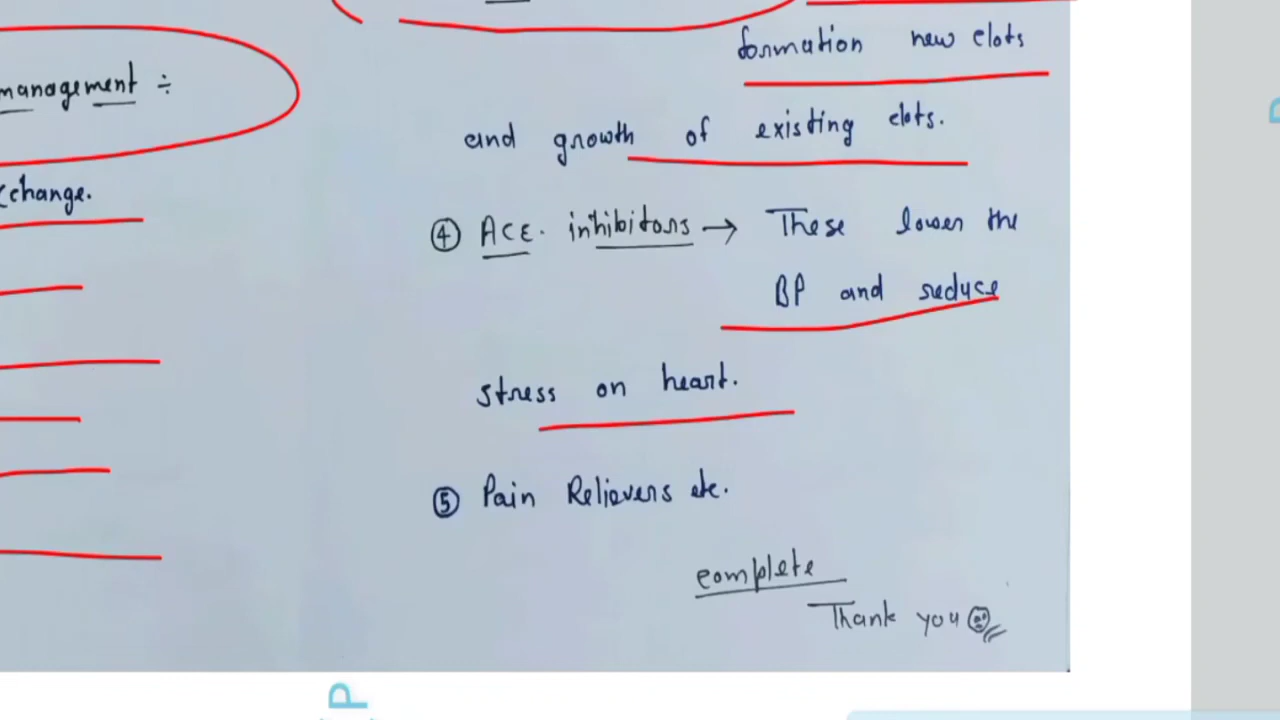 management ÷
change.
formation new clots
and growth of existing clots.
④ ACE. inhibitors → These lower the
BP and reduce
stress on heart.
⑤ Pain Relievers etc.
complete
Thank you
P